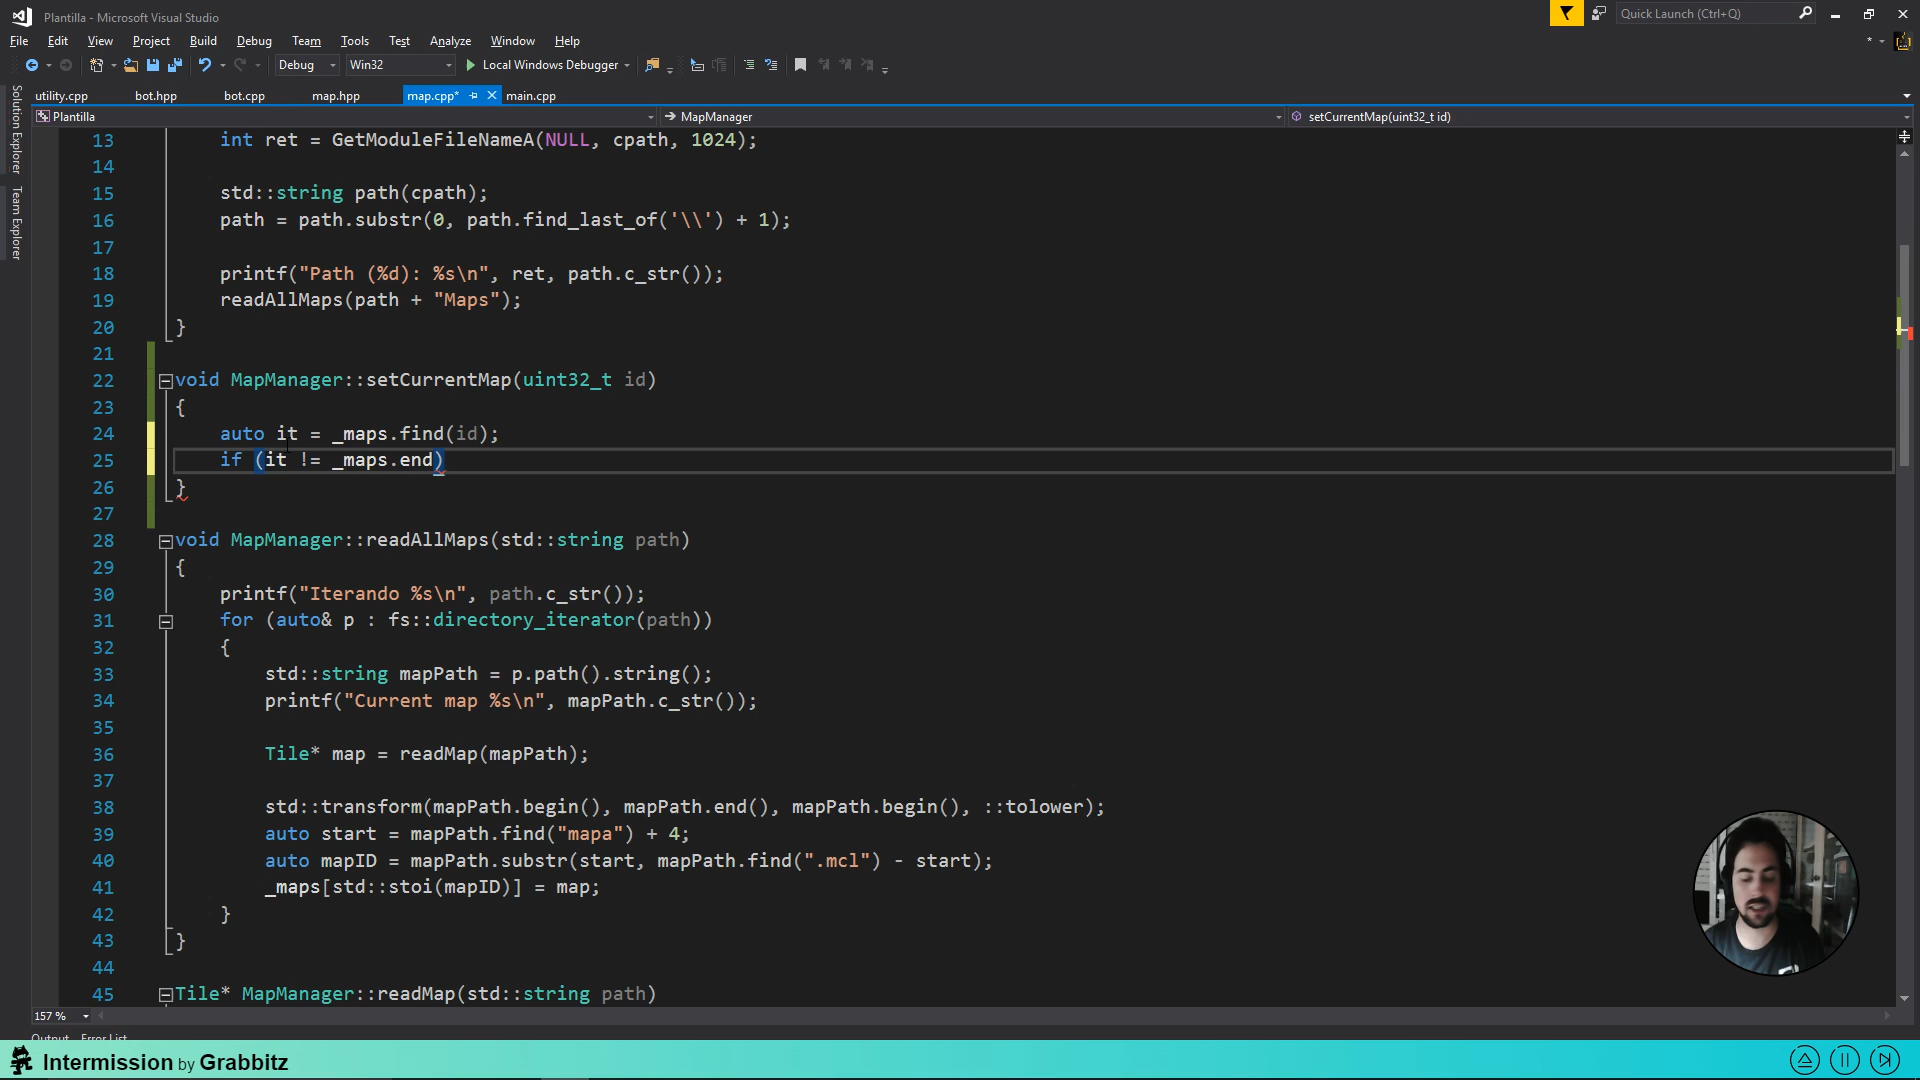 Plantilla - Microsoft Visual Studio
Quick Launch (Ctrl+Q)
File Edit View Project Build Debug Team Tools Test Analyze Window Help
Debug Win32 Local Windows Debugger
Solution Explorer
Team Explorer
utility.cpp bot.hpp bot.cpp map.hpp map.cpp* main.cpp
Plantilla MapManager setCurrentMap(uint32_t id)
13 int ret = GetModuleFileNameA(NULL, cpath, 1024);
14
15 std::string path(cpath);
16 path = path.substr(0, path.find_last_of('\\') + 1);
17
18 printf("Path (%d): %s\n", ret, path.c_str());
19 readAllMaps(path + "Maps");
20 }
21
22 void MapManager::setCurrentMap(uint32_t id)
23 {
24 auto it = _maps.find(id);
25 if (it != _maps.end)
26 }
27
28 void MapManager::readAllMaps(std::string path)
29 {
30 printf("Iterando %s\n", path.c_str());
31 for (auto& p : fs::directory_iterator(path))
32 {
33 std::string mapPath = p.path().string();
34 printf("Current map %s\n", mapPath.c_str());
35
36 Tile* map = readMap(mapPath);
37
38 std::transform(mapPath.begin(), mapPath.end(), mapPath.begin(), ::tolower);
39 auto start = mapPath.find("mapa") + 4;
40 auto mapID = mapPath.substr(start, mapPath.find(".mcl") - start);
41 _maps[std::stoi(mapID)] = map;
42 }
43 }
44
45 Tile* MapManager::readMap(std::string path)
157 %
Output Error List
Intermission by Grabbitz